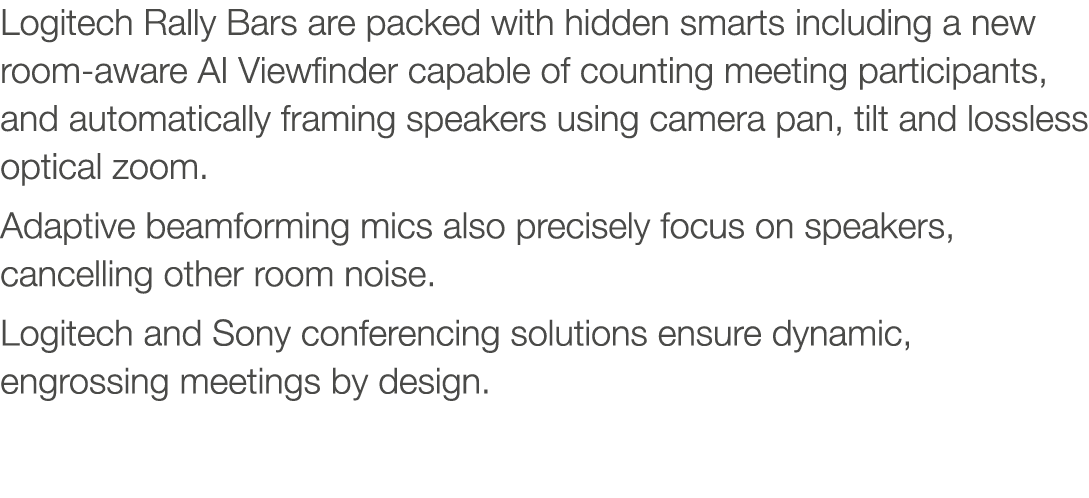 Logitech Rally Bars are packed with hidden smarts including a new
room-aware AI Viewfinder capable of counting meeting participants,
and automatically framing speakers using camera pan, tilt and lossless
optical zoom.
Adaptive beamforming mics also precisely focus on speakers,
cancelling other room noise.
Logitech and Sony conferencing solutions ensure dynamic,
engrossing meetings by design.